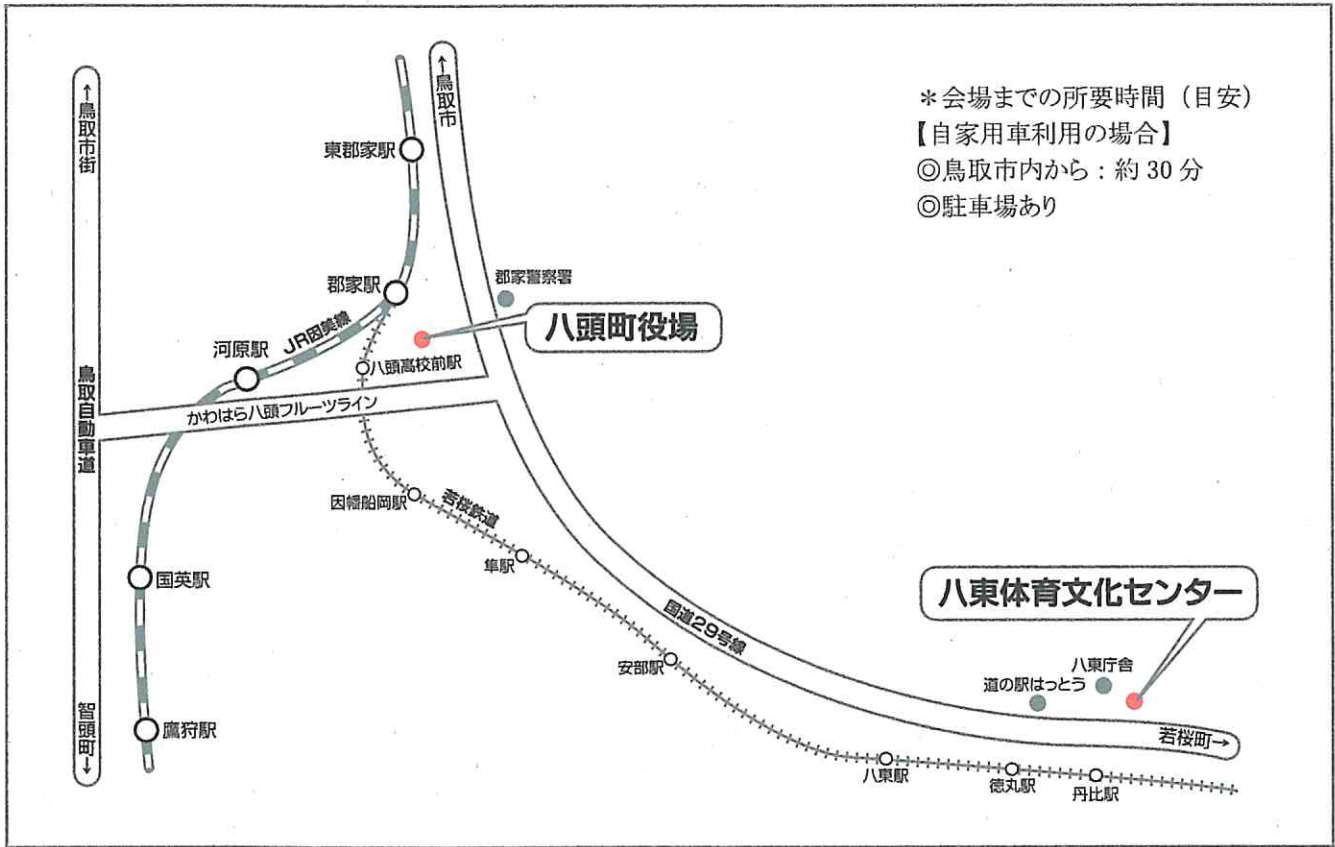 *会場までの所要時間(目安)
【自家用車利用の場合】
◎鳥取市内から:約30分
◎駐車場あり
↑鳥取市街
鳥取自動車道
智頭町↓
↑鳥取市
東郡家駅
郡家駅
郡家警察署
八頭町役場
JR因美線
河原駅
八頭高校前駅
かわはら八頭フルーツライン
因幡船岡駅
若桜鉄道
隼駅
国英駅
国道29号線
八東体育文化センター
安部駅
八東庁舎
道の駅はっとう
鷹狩駅
若桜町→
八東駅
徳丸駅
丹比駅